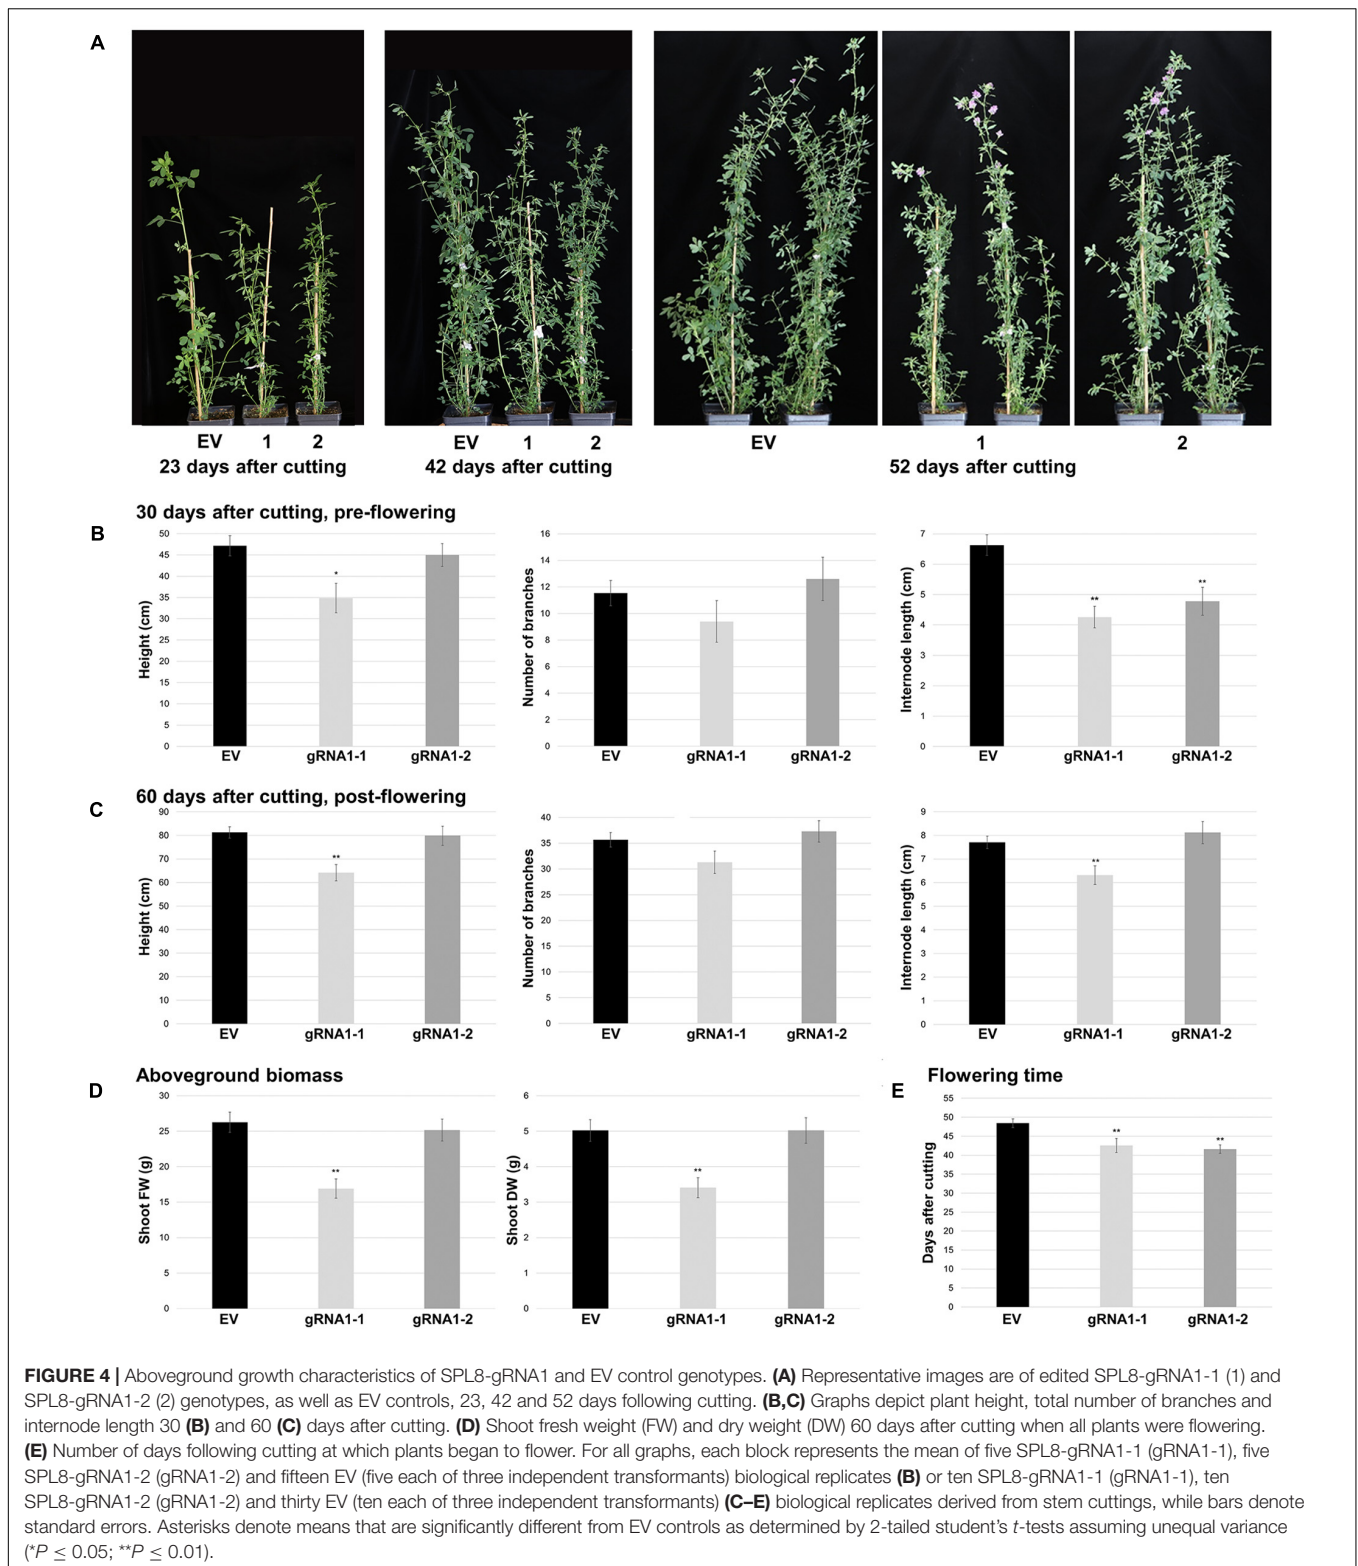 A
EV 1 2
23 days after cutting
EV 1 2
42 days after cutting
EV 1 2
52 days after cutting
B
30 days after cutting, pre-flowering
Height (cm)
50
45
40
35
30
25
20
15
10
5
0
*
EV gRNA1-1 gRNA1-2
Number of branches
16
14
12
10
8
6
4
2
0
EV gRNA1-1 gRNA1-2
Internode length (cm)
7
6
5
4
3
2
1
0
**
**
EV gRNA1-1 gRNA1-2
C
60 days after cutting, post-flowering
Height (cm)
90
80
70
60
50
40
30
20
10
0
**
EV gRNA1-1 gRNA1-2
Number of branches
40
35
30
25
20
15
10
5
0
EV gRNA1-1 gRNA1-2
Internode length (cm)
9
8
7
6
5
4
3
2
1
0
**
EV gRNA1-1 gRNA1-2
D
Aboveground biomass
Shoot FW (g)
30
25
20
15
10
5
0
**
EV gRNA1-1 gRNA1-2
Shoot DW (g)
6
5
4
3
2
1
0
**
EV gRNA1-1 gRNA1-2
E
Flowering time
Days after cutting
55
50
45
40
35
30
25
20
15
10
5
0
**
**
EV gRNA1-1 gRNA1-2
FIGURE 4 | Aboveground growth characteristics of SPL8-gRNA1 and EV control genotypes. (A) Representative images are of edited SPL8-gRNA1-1 (1) and
SPL8-gRNA1-2 (2) genotypes, as well as EV controls, 23, 42 and 52 days following cutting. (B,C) Graphs depict plant height, total number of branches and
internode length 30 (B) and 60 (C) days after cutting. (D) Shoot fresh weight (FW) and dry weight (DW) 60 days after cutting when all plants were flowering.
(E) Number of days following cutting at which plants began to flower. For all graphs, each block represents the mean of five SPL8-gRNA1-1 (gRNA1-1), five
SPL8-gRNA1-2 (gRNA1-2) and fifteen EV (five each of three independent transformants) biological replicates (B) or ten SPL8-gRNA1-1 (gRNA1-1), ten
SPL8-gRNA1-2 (gRNA1-2) and thirty EV (ten each of three independent transformants) (C–E) biological replicates derived from stem cuttings, while bars denote
standard errors. Asterisks denote means that are significantly different from EV controls as determined by 2-tailed student's t-tests assuming unequal variance
(*P ≤ 0.05; **P ≤ 0.01).